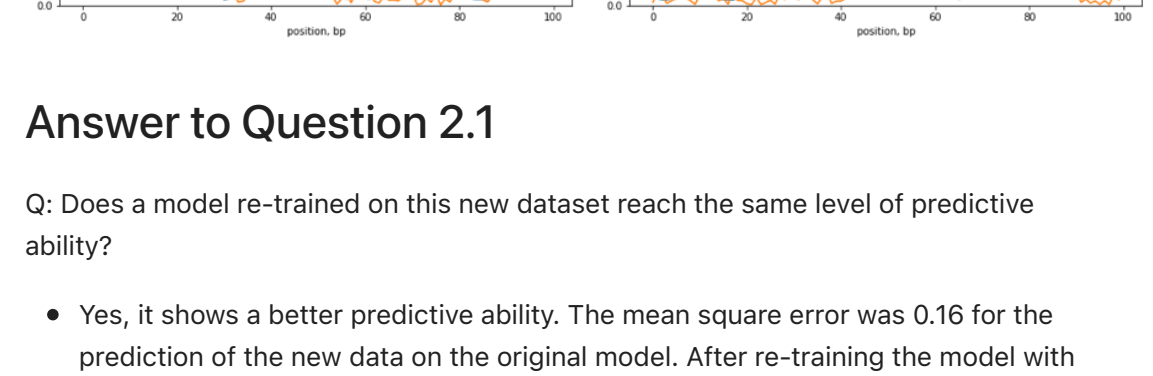 0.0 0.0
0 20 40 60 80 100 0 20 40 60 80 100
position, bp position, bp
Answer to Question 2.1
Q: Does a model re-trained on this new dataset reach the same level of predictive
ability?
• Yes, it shows a better predictive ability. The mean square error was 0.16 for the
prediction of the new data on the original model. After re-training the model with